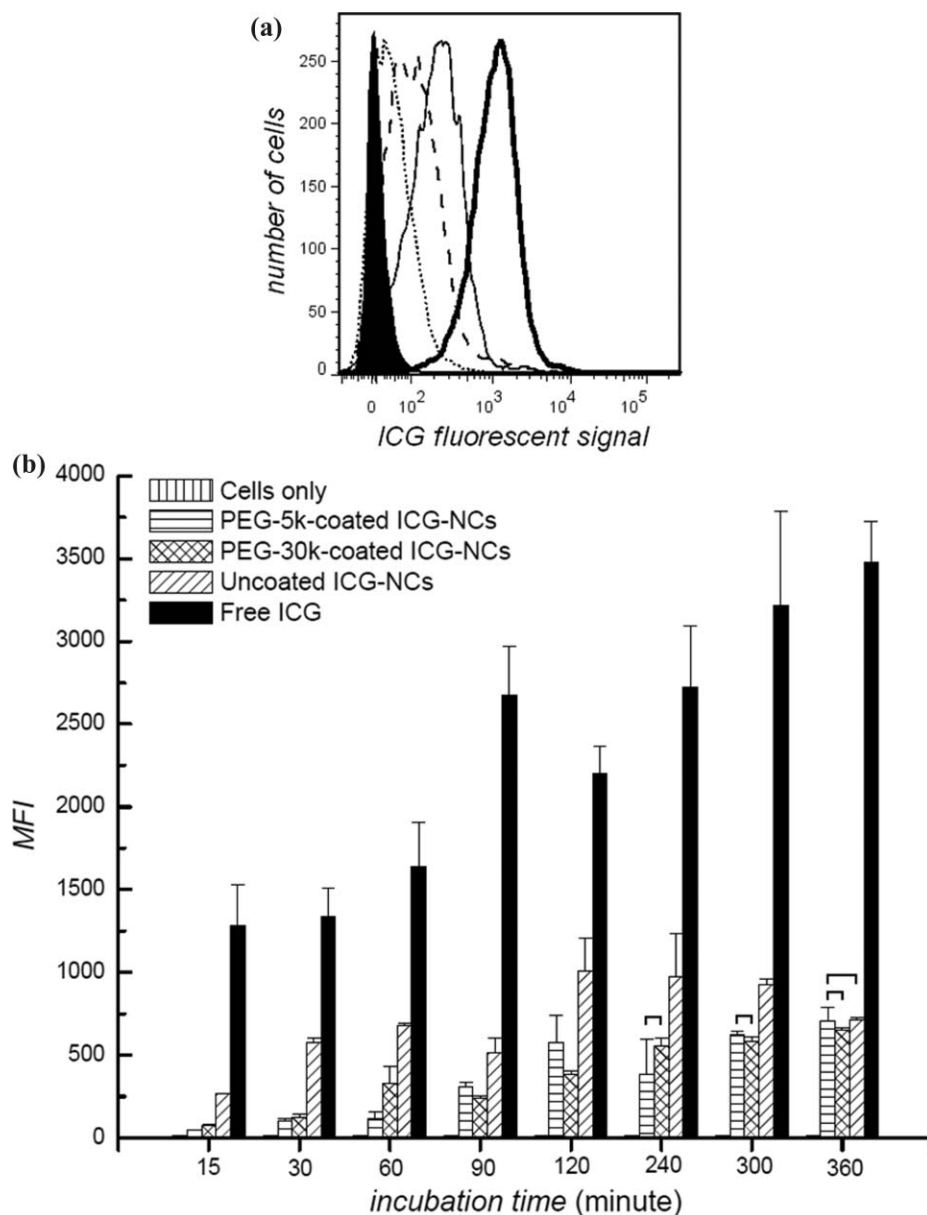 (a)
number of cells
250
200
150
100
50
0
0 10² 10³ 10⁴ 10⁵
ICG fluorescent signal
(b)
MFI
4000
3500
3000
2500
2000
1500
1000
500
0
Cells only
PEG-5k-coated ICG-NCs
PEG-30k-coated ICG-NCs
Uncoated ICG-NCs
Free ICG
15 30 60 90 120 240 300 360
incubation time (minute)